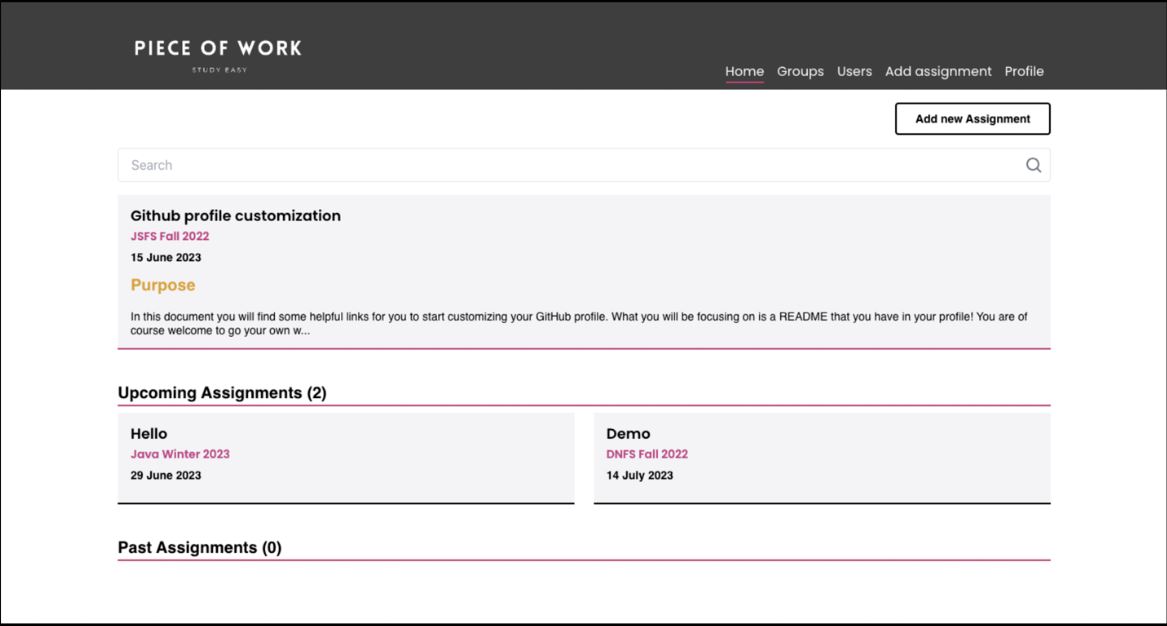 PIECE OF WORK
STUDY EASY
Home Groups Users Add assignment Profile
Add new Assignment
Search
Github profile customization
JSFS Fall 2022
15 June 2023
Purpose
In this document you will find some helpful links for you to start customizing your GitHub profile. What you will be focusing on is a README that you have in your profile! You are of
course welcome to go your own w...
Upcoming Assignments (2)
Hello
Java Winter 2023
29 June 2023
Demo
DNFS Fall 2022
14 July 2023
Past Assignments (0)